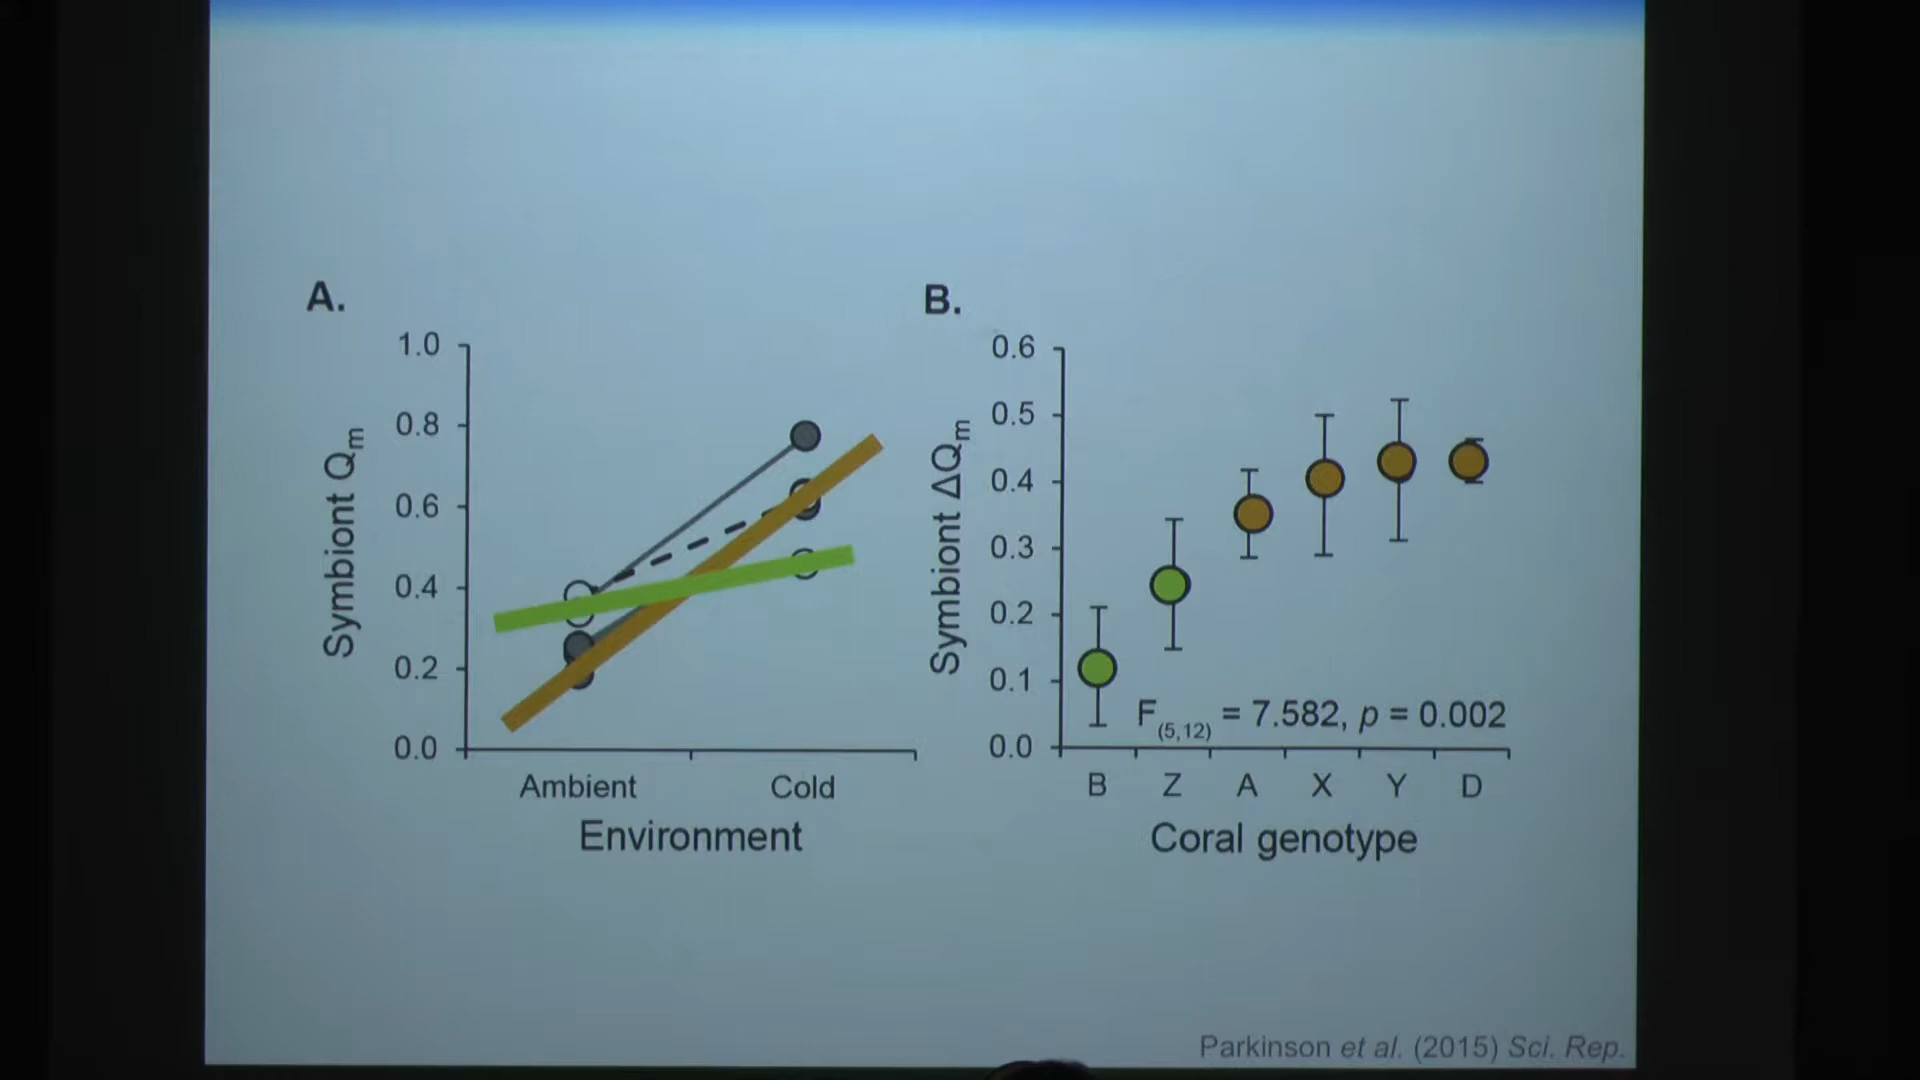 A.
1.0
0.8
0.6
0.4
0.2
0.0
Symbiont Qm
Ambient Cold
Environment
B.
0.6
0.5
0.4
0.3
0.2
0.1
0.0
Symbiont ΔQm
F(5,12) = 7.582, p = 0.002
B Z A X Y D
Coral genotype
Parkinson et al. (2015) Sci. Rep.